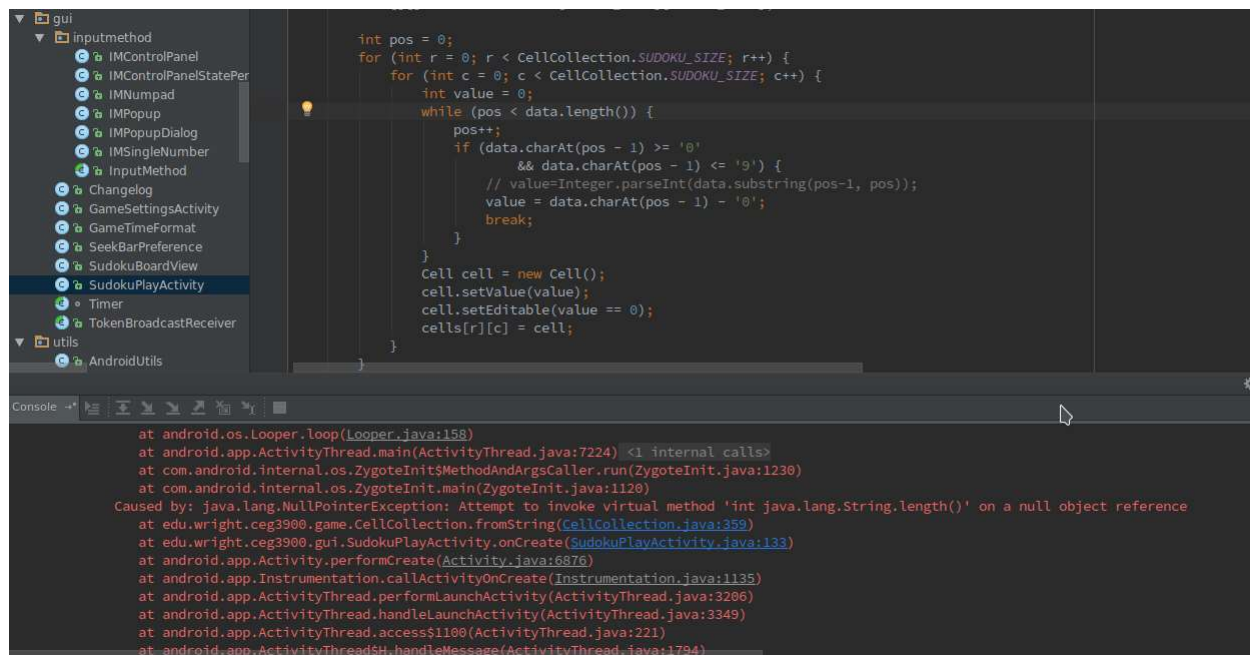 gui
inputmethod
IMControlPanel
IMControlPanelStatePer
IMNumpad
IMPopup
IMPopupDialog
IMSingleNumber
InputMethod
Changelog
GameSettingsActivity
GameTimeFormat
SeekBarPreference
SudokuBoardView
SudokuPlayActivity
Timer
TokenBroadcastReceiver
utils
AndroidUtils
int pos = 0;
for (int r = 0; r < CellCollection.SUDOKU_SIZE; r++) {
for (int c = 0; c < CellCollection.SUDOKU_SIZE; c++) {
int value = 0;
while (pos < data.length()) {
pos++;
if (data.charAt(pos - 1) >= '0'
&& data.charAt(pos - 1) <= '9') {
// value=Integer.parseInt(data.substring(pos-1, pos));
value = data.charAt(pos - 1) - '0';
break;
}
}
Cell cell = new Cell();
cell.setValue(value);
cell.setEditable(value == 0);
cells[r][c] = cell;
}
}
Console
at android.os.Looper.loop(Looper.java:158)
at android.app.ActivityThread.main(ActivityThread.java:7224) <1 internal calls>
at com.android.internal.os.ZygoteInit$MethodAndArgsCaller.run(ZygoteInit.java:1230)
at com.android.internal.os.ZygoteInit.main(ZygoteInit.java:1120)
Caused by: java.lang.NullPointerException: Attempt to invoke virtual method 'int java.lang.String.length()' on a null object reference
at edu.wright.ceg3900.game.CellCollection.fromString(CellCollection.java:359)
at edu.wright.ceg3900.gui.SudokuPlayActivity.onCreate(SudokuPlayActivity.java:133)
at android.app.Activity.performCreate(Activity.java:6876)
at android.app.Instrumentation.callActivityOnCreate(Instrumentation.java:1135)
at android.app.ActivityThread.performLaunchActivity(ActivityThread.java:3206)
at android.app.ActivityThread.handleLaunchActivity(ActivityThread.java:3349)
at android.app.ActivityThread.access$1100(ActivityThread.java:221)
at android.app.ActivityThread$H.handleMessage(ActivityThread.java:1794)